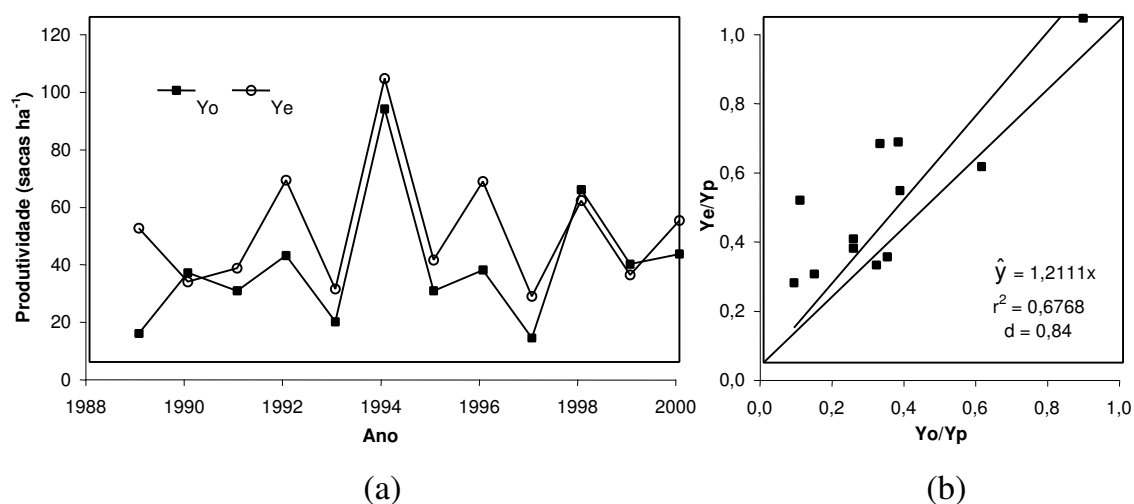 Produtividade (sacas ha⁻¹)
120
100
80
60
40
20
0
Yo Ye
1988 1990 1992 1994 1996 1998 2000
Ano
(a)
Ye/Yp
1,0
0,8
0,6
0,4
0,2
0,0
ŷ = 1,2111x
r² = 0,6768
d = 0,84
0,0 0,2 0,4 0,6 0,8 1,0
Yo/Yp
(b)